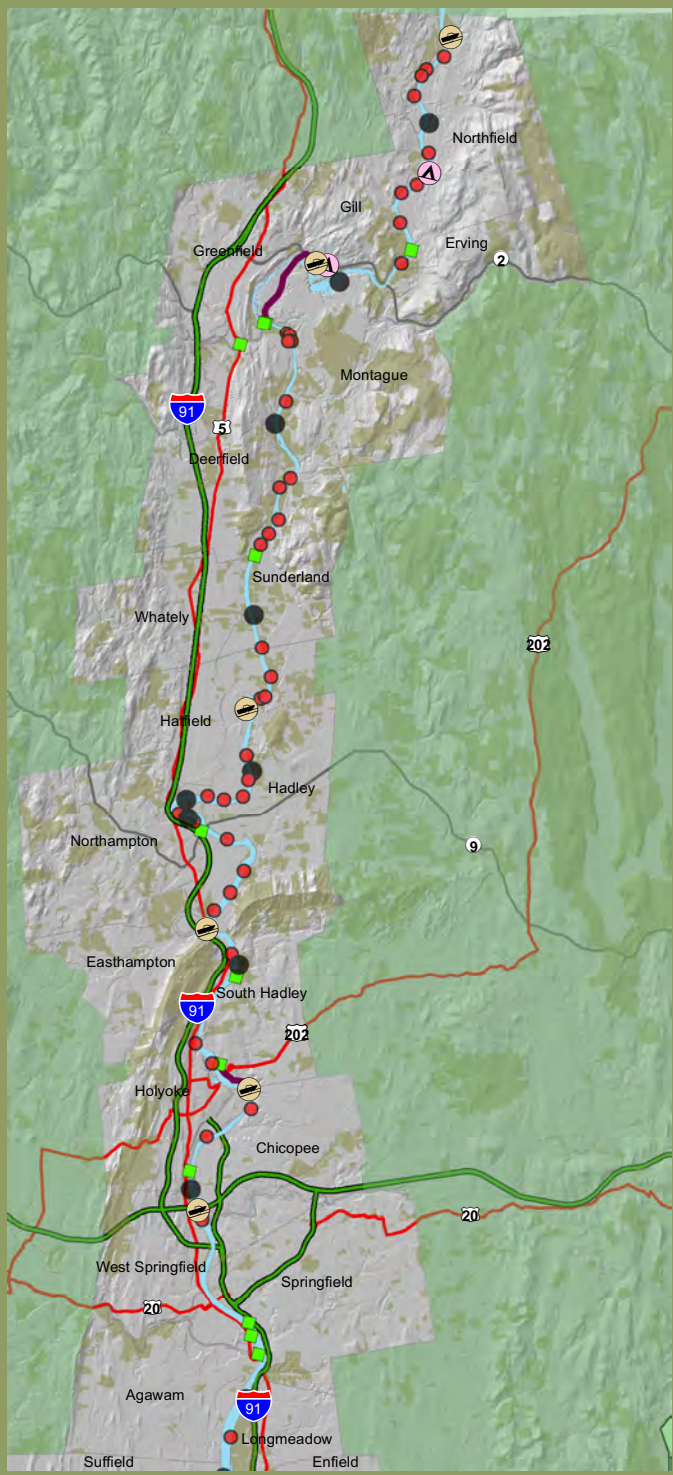 Northfield
Gill
Erving
Greenfield
2
Montague
91
5
Deerfield
Sunderland
Whately
202
Hatfield
Hadley
Northampton
9
Easthampton
South Hadley
91
202
Holyoke
Chicopee
20
West Springfield
Springfield
20
Agawam
91
Longmeadow
Suffield
Enfield